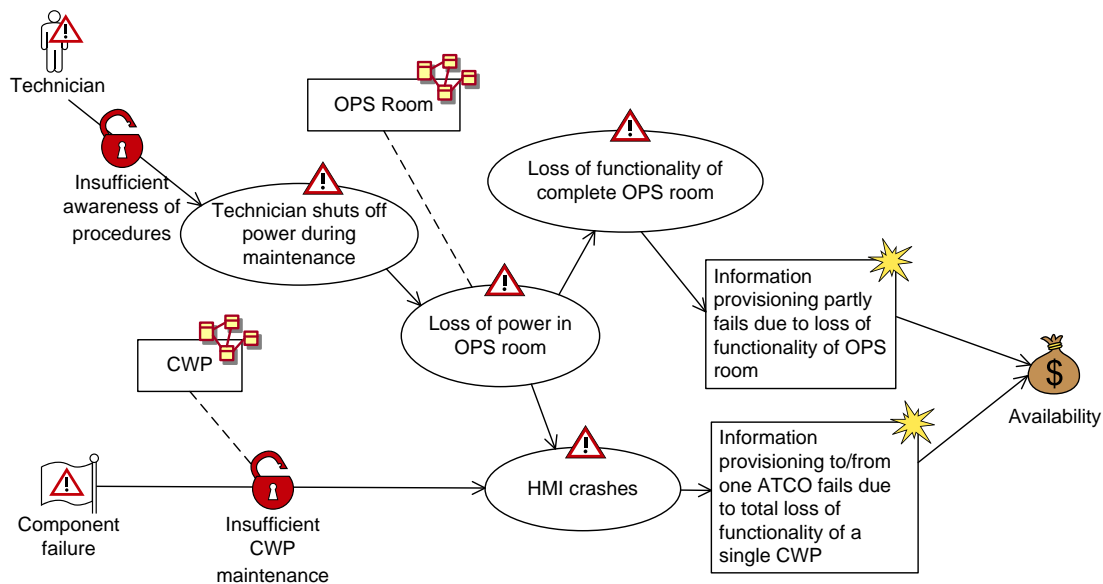 Technician
OPS Room
Insufficient
awareness of
procedures
Technician shuts off
power during
maintenance
Loss of functionality of
complete OPS room
Loss of power in
OPS room
Information
provisioning partly
fails due to loss of
functionality of OPS
room
$
Availability
CWP
Component
failure
Insufficient
CWP
maintenance
HMI crashes
Information
provisioning to/from
one ATCO fails due
to total loss of
functionality of a
single CWP